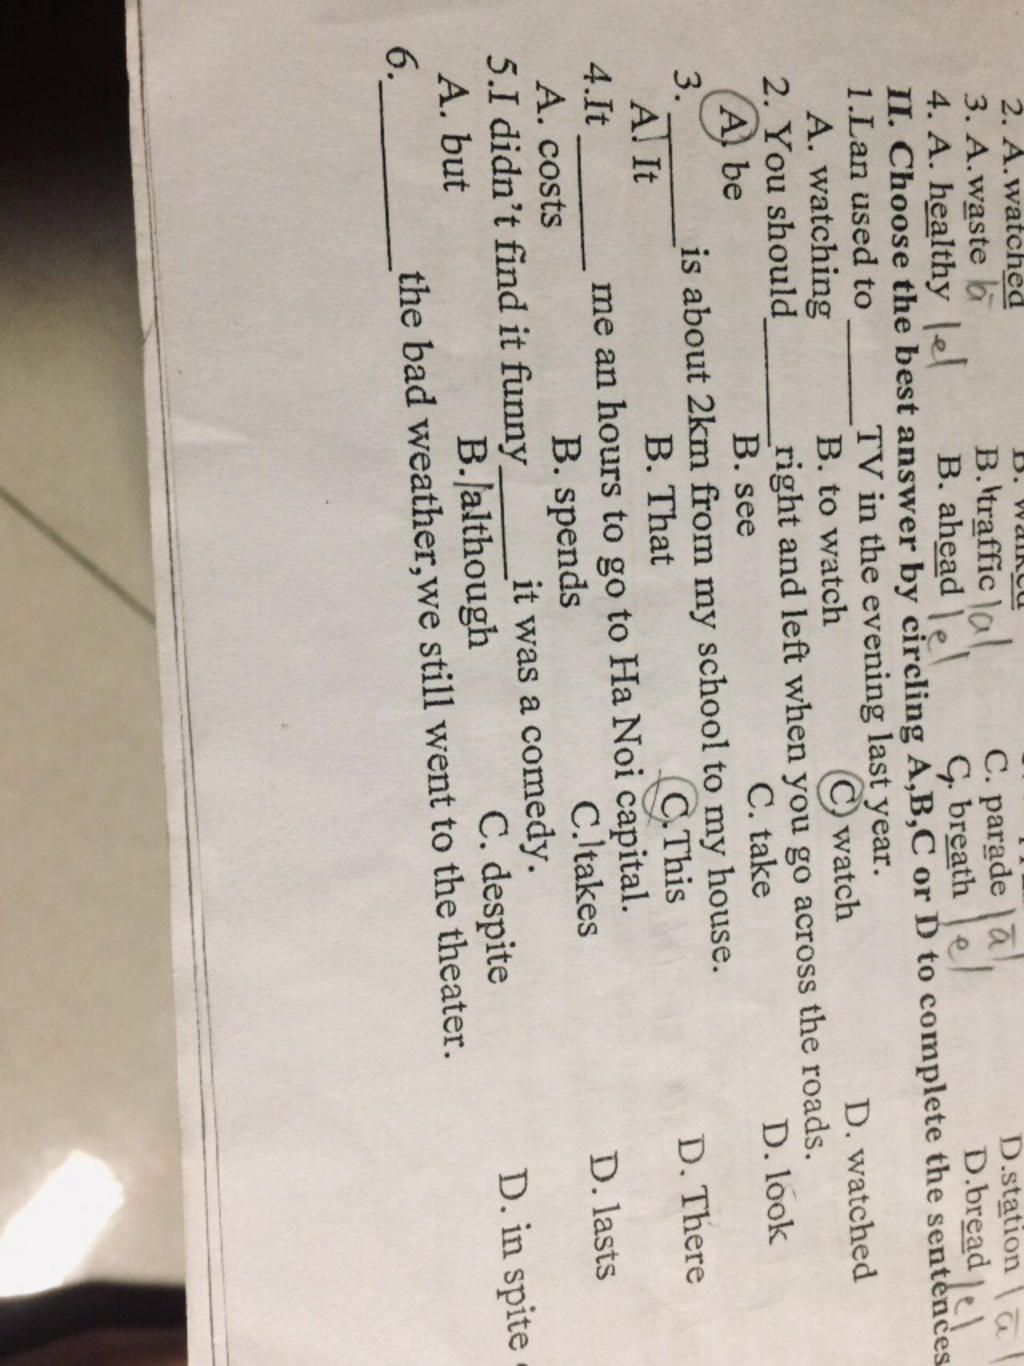 2. A.watched
3. A.waste B.traffic |a| C. parade |ā| D.station |ā|
4. A. healthy |e| B. ahead |e| C. breath |e| D.bread |e|
II. Choose the best answer by circling A,B,C or D to complete the sentences
1.Lan used to ______ TV in the evening last year.
A. watching B. to watch C watch D. watched
2. You should ______ right and left when you go across the roads.
A. be B. see C. take D. look
3. ______ is about 2km from my school to my house.
A. It B. That C. This D. There
4.It ______ me an hours to go to Ha Noi capital.
A. costs B. spends C. takes D. lasts
5.I didn't find it funny ______ it was a comedy.
A. but B. although C. despite D. in spite
6. ______ the bad weather,we still went to the theater.